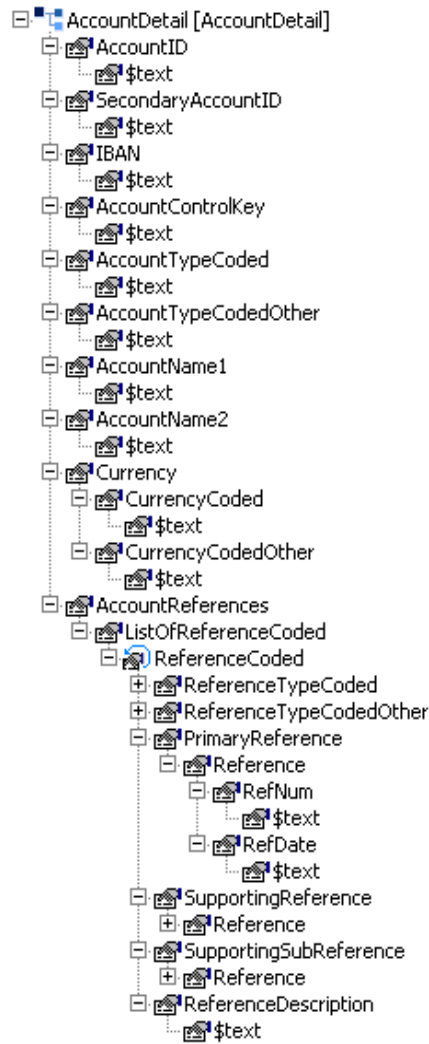 AccountDetail [AccountDetail]
AccountID
$text
SecondaryAccountID
$text
IBAN
$text
AccountControlKey
$text
AccountTypeCoded
$text
AccountTypeCodedOther
$text
AccountName1
$text
AccountName2
$text
Currency
CurrencyCoded
$text
CurrencyCodedOther
$text
AccountReferences
ListOfReferenceCoded
ReferenceCoded
ReferenceTypeCoded
ReferenceTypeCodedOther
PrimaryReference
Reference
RefNum
$text
RefDate
$text
SupportingReference
Reference
SupportingSubReference
Reference
ReferenceDescription
$text